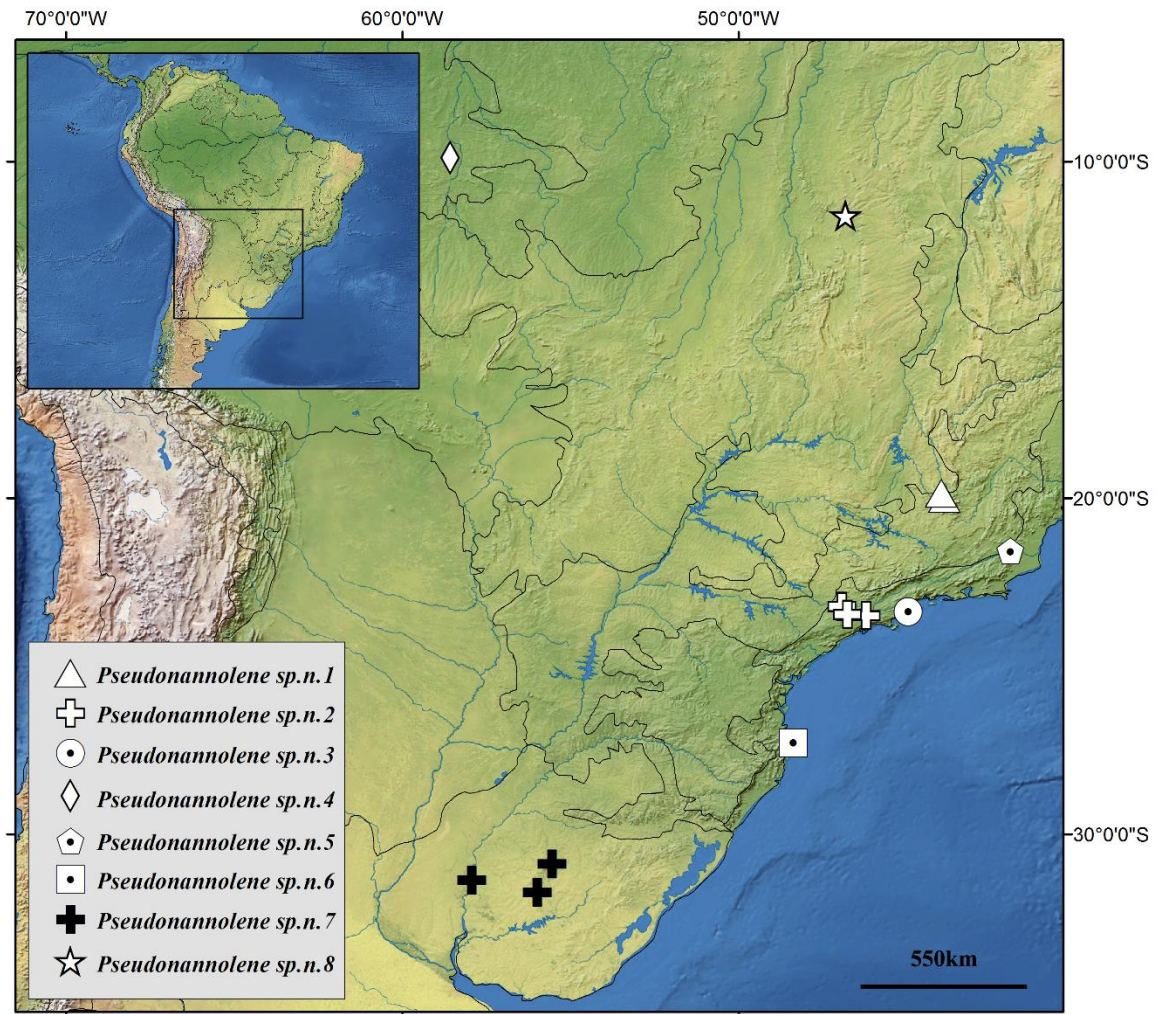 70°0'0"W 60°0'0"W 50°0'0"W
10°0'0"S
20°0'0"S
30°0'0"S
Pseudonannolene sp.n.1
Pseudonannolene sp.n.2
Pseudonannolene sp.n.3
Pseudonannolene sp.n.4
Pseudonannolene sp.n.5
Pseudonannolene sp.n.6
Pseudonannolene sp.n.7
Pseudonannolene sp.n.8
550km